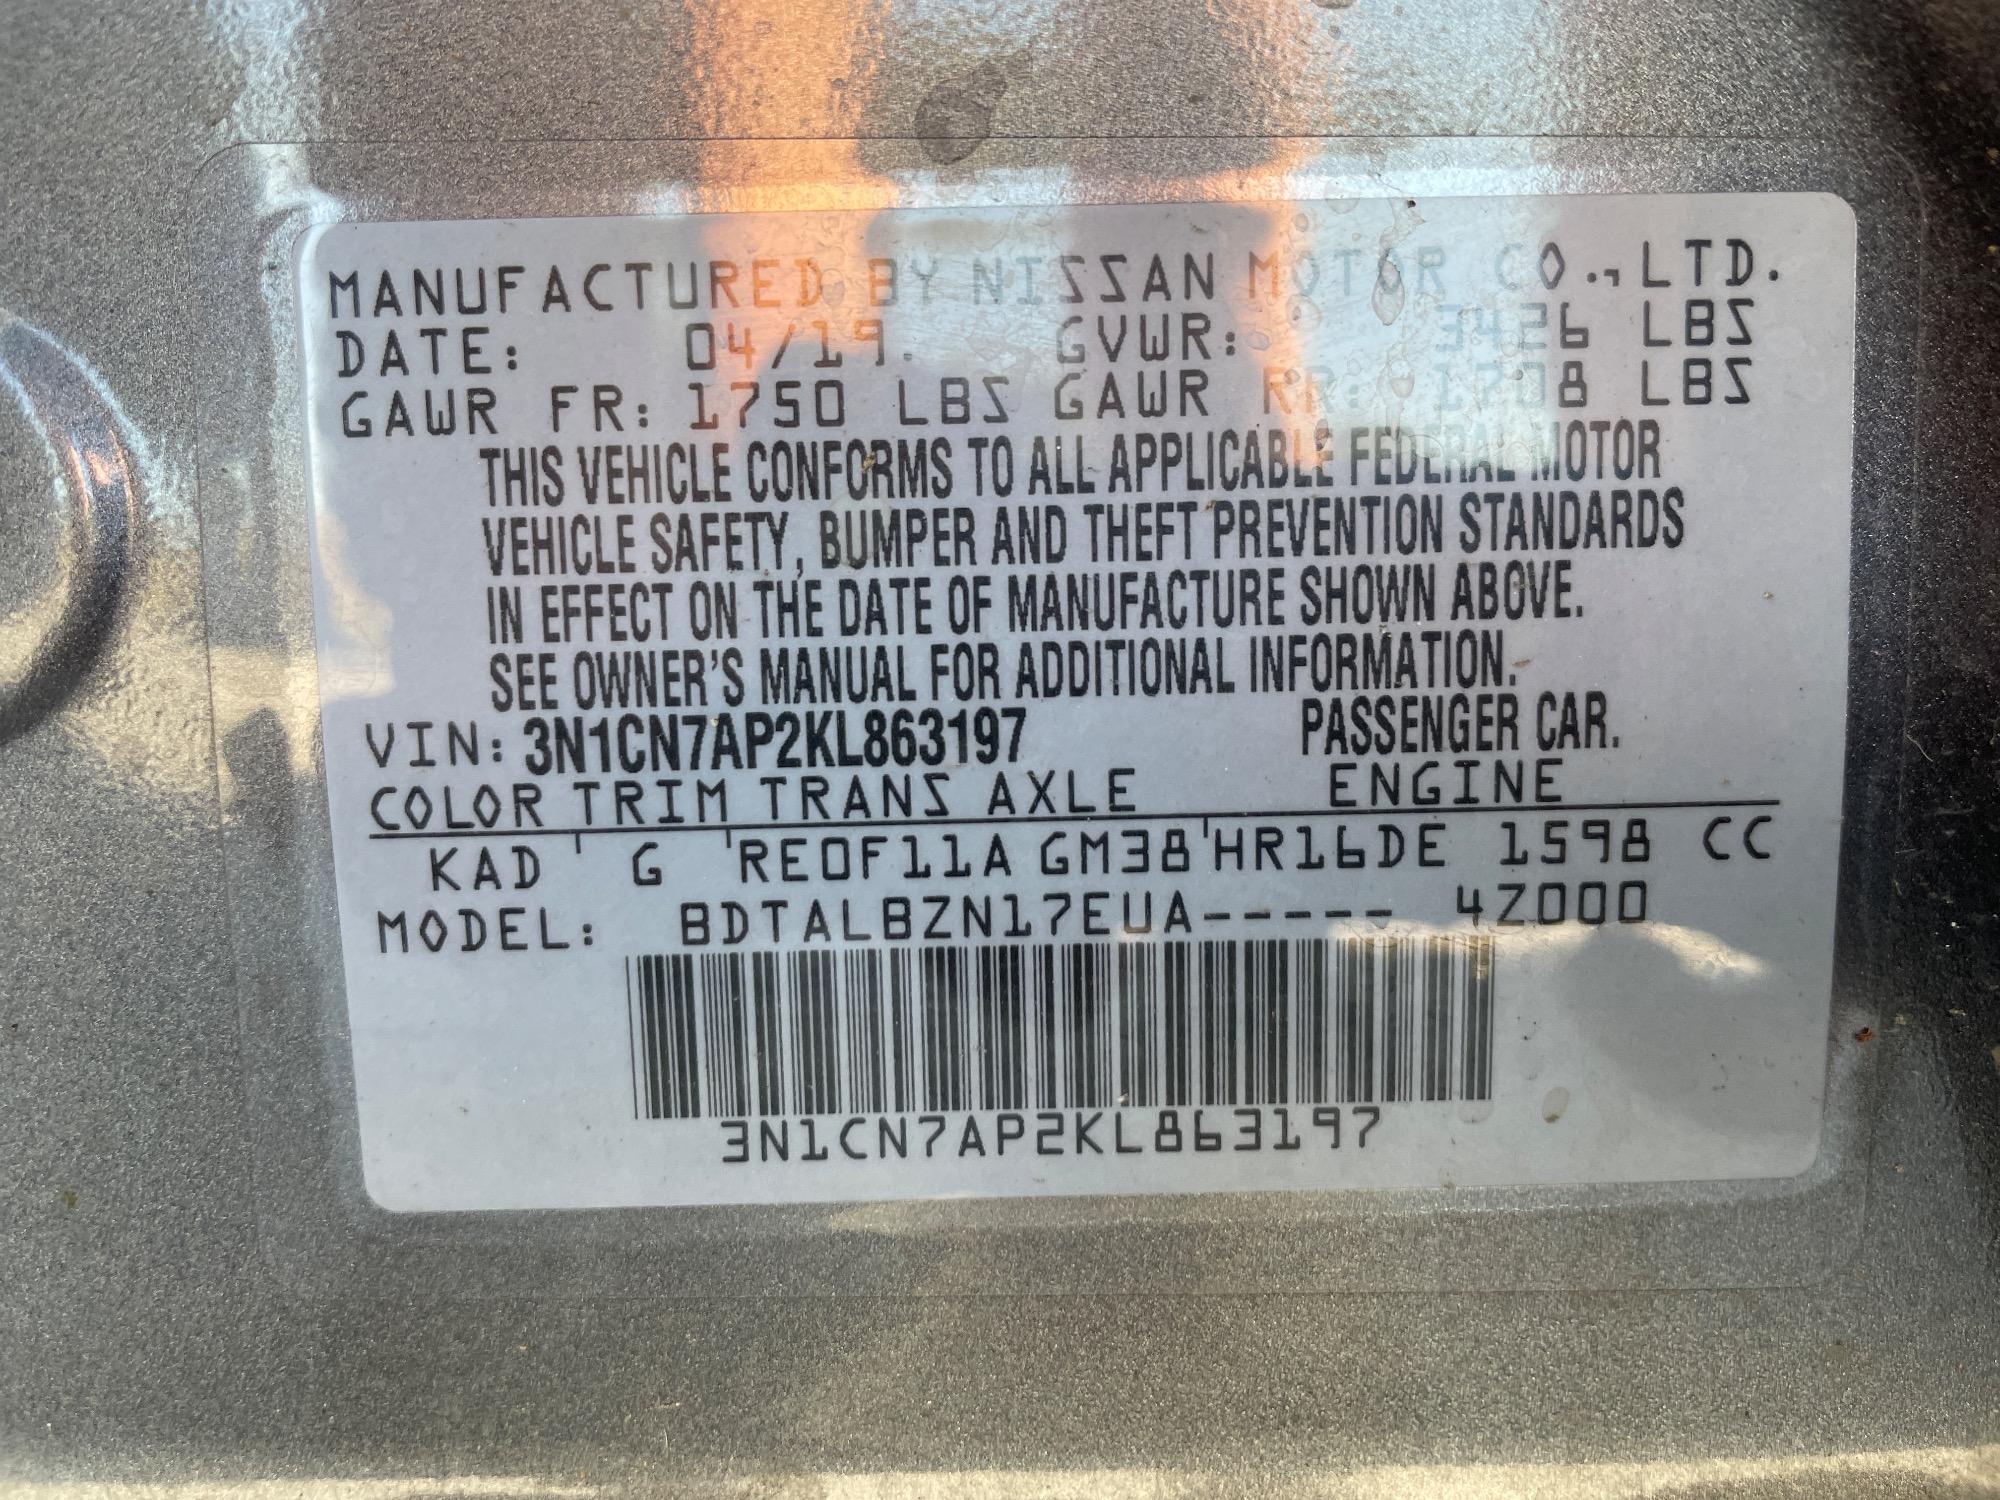 MANUFACTURED BY NISSAN MOTOR CO.,LTD.
DATE: 04/19. GVWR: 3426 LBS
GAWR FR: 1750 LBS GAWR RR: 1708 LBS
THIS VEHICLE CONFORMS TO ALL APPLICABLE FEDERAL MOTOR
VEHICLE SAFETY, BUMPER AND THEFT PREVENTION STANDARDS
IN EFFECT ON THE DATE OF MANUFACTURE SHOWN ABOVE.
SEE OWNER'S MANUAL FOR ADDITIONAL INFORMATION.
VIN: 3N1CN7AP2KL863197 PASSENGER CAR.
COLOR TRIM TRANS AXLE ENGINE
KAD G RE0F11A GM38 HR16DE 1598 CC
MODEL: BDTALBZN17EUA----- 4Z000
3N1CN7AP2KL863197